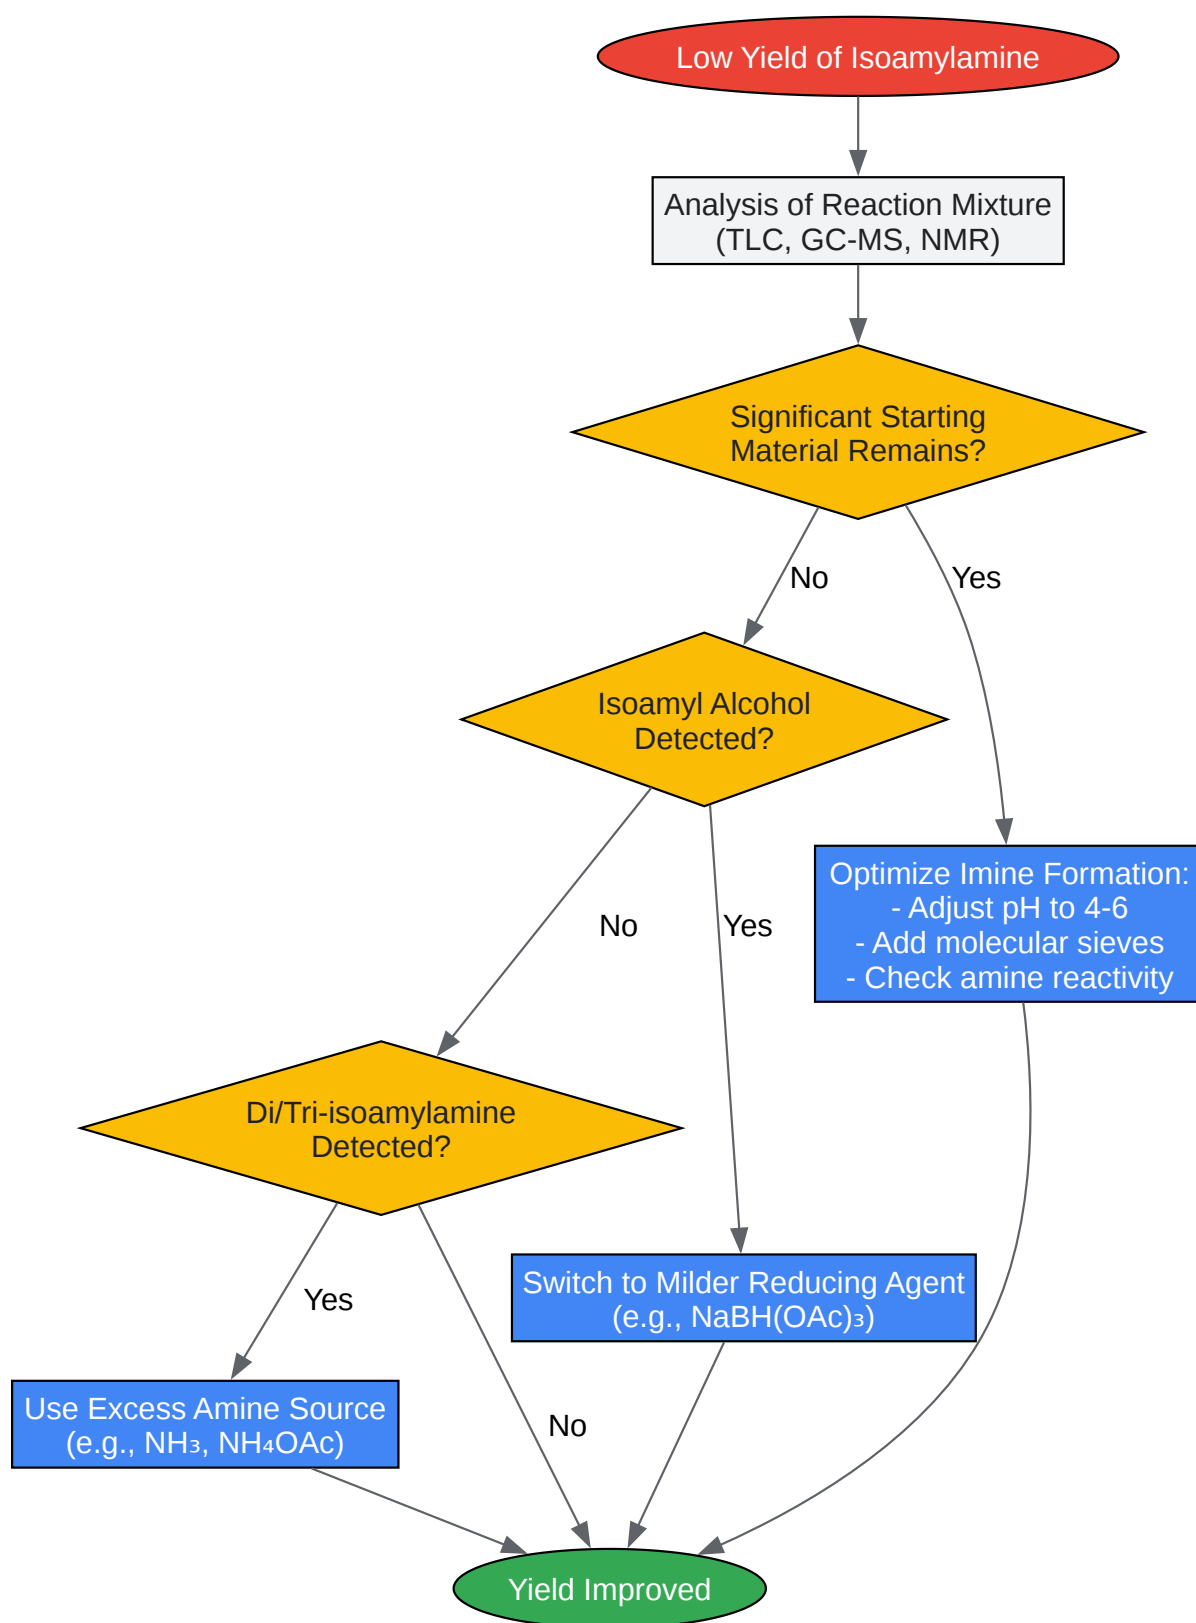 Low Yield of Isoamylamine
Analysis of Reaction Mixture
(TLC, GC-MS, NMR)
Significant Starting
Material Remains?
No
Yes
Isoamyl Alcohol
Detected?
Optimize Imine Formation:
- Adjust pH to 4-6
- Add molecular sieves
- Check amine reactivity
No
Yes
Di/Tri-isoamylamine
Detected?
Switch to Milder Reducing Agent
(e.g., NaBH(OAc)₃)
Yes
Use Excess Amine Source
(e.g., NH₃, NH₄OAc)
No
Yield Improved